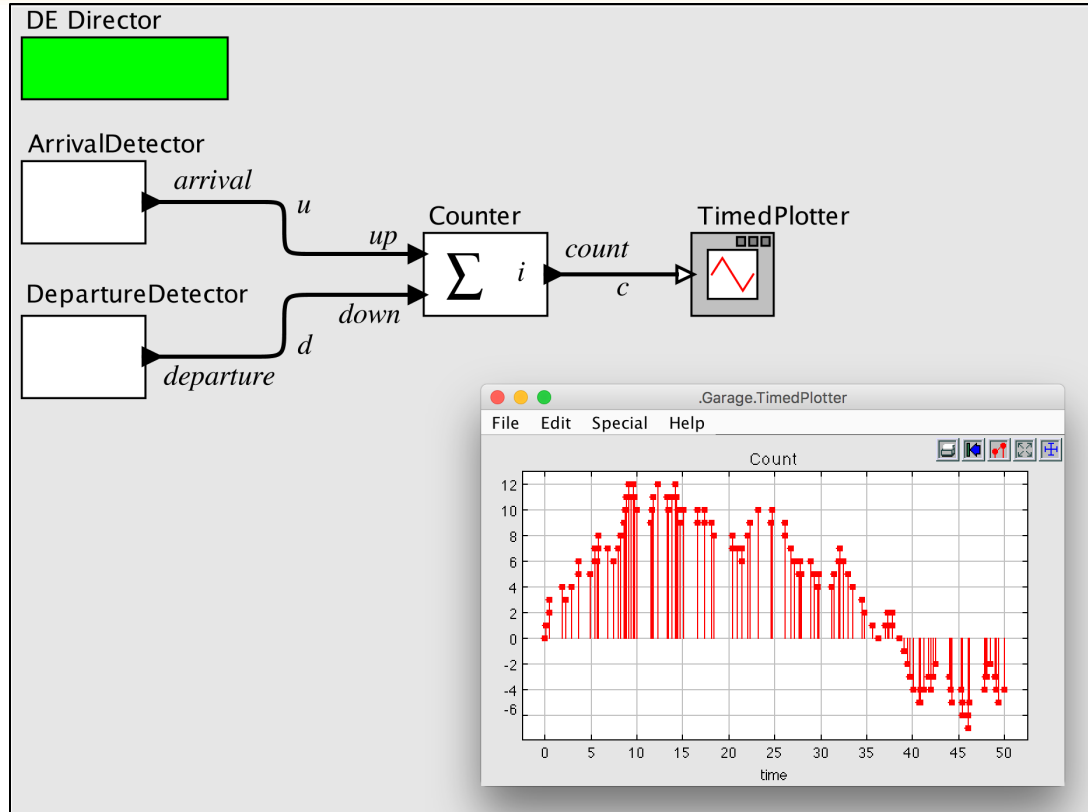 DE Director
ArrivalDetector
arrival
u
up
Counter
Σ
i
count
c
TimedPlotter
DepartureDetector
down
d
departure
.Garage.TimedPlotter
File Edit Special Help
Count
12
10
8
6
4
2
0
-2
-4
-6
0 5 10 15 20 25 30 35 40 45 50
time